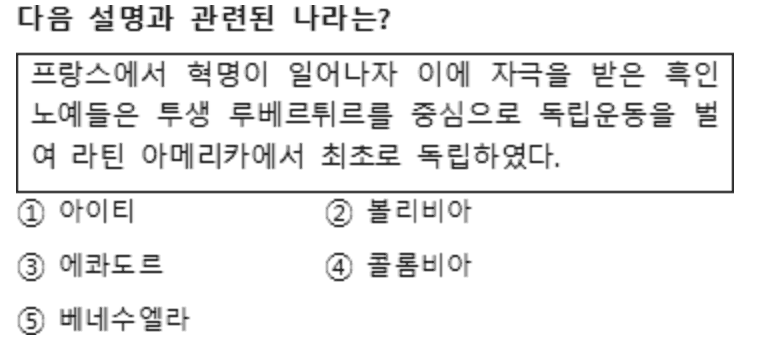 다음 설명과 관련된 나라는?
프랑스에서 혁명이 일어나자 이에 자극을 받은 흑인
노예들은 투생 루베르튀르를 중심으로 독립운동을 벌
여 라틴 아메리카에서 최초로 독립하였다.
① 아이티 ② 볼리비아
③ 에콰도르 ④ 콜롬비아
⑤ 베네수엘라